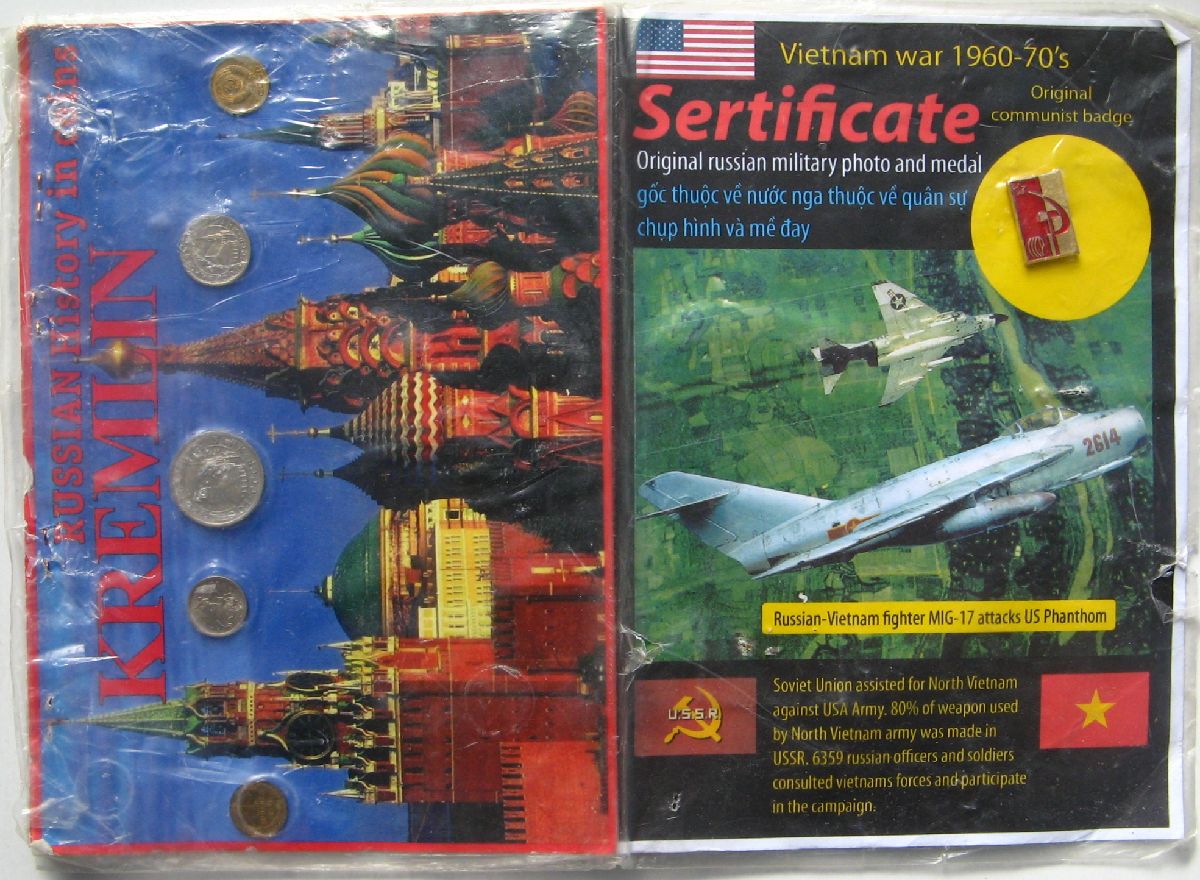 RUSSIAN History in coins
KREMILIN
Vietnam war 1960-70's
Sertificate
Original
communist badge
Original russian military photo and medal
gốc thuộc về nước nga thuộc về quân sự
chụp hình và mề đay
2614
Russian-Vietnam fighter MIG-17 attacks US Phanthom
U.S.S.R
Soviet Union assisted for North Vietnam
against USA Army. 80% of weapon used
by North Vietnam army was made in
USSR. 6359 russian officers and soldiers
consulted vietnams forces and participate
in the campaign.